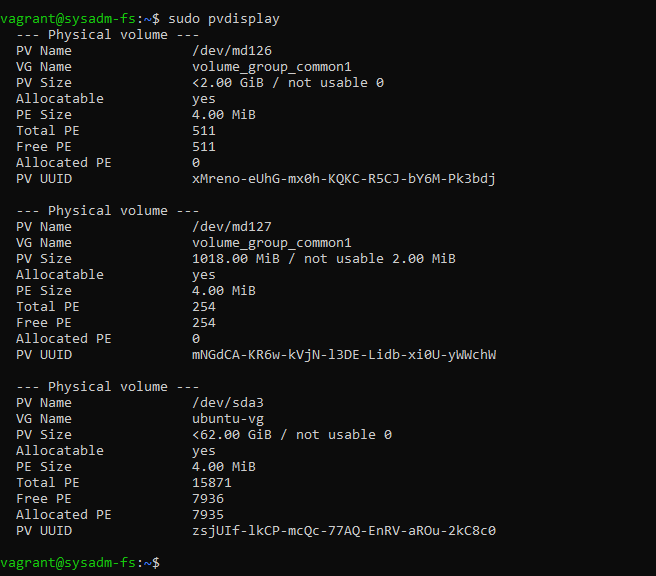 vagrant@sysadm-fs:~$ sudo pvdisplay
  --- Physical volume ---
  PV Name               /dev/md126
  VG Name               volume_group_common1
  PV Size               <2.00 GiB / not usable 0
  Allocatable           yes
  PE Size               4.00 MiB
  Total PE              511
  Free PE               511
  Allocated PE          0
  PV UUID               xMreno-eUhG-mx0h-KQKC-R5CJ-bY6M-Pk3bdj

  --- Physical volume ---
  PV Name               /dev/md127
  VG Name               volume_group_common1
  PV Size               1018.00 MiB / not usable 2.00 MiB
  Allocatable           yes
  PE Size               4.00 MiB
  Total PE              254
  Free PE               254
  Allocated PE          0
  PV UUID               mNGdCA-KR6w-kVjN-l3DE-Lidb-xi0U-yWWchW

  --- Physical volume ---
  PV Name               /dev/sda3
  VG Name               ubuntu-vg
  PV Size               <62.00 GiB / not usable 0
  Allocatable           yes
  PE Size               4.00 MiB
  Total PE              15871
  Free PE               7936
  Allocated PE          7935
  PV UUID               zsjUIf-lkCP-mcQc-77AQ-EnRV-aROu-2kC8c0

vagrant@sysadm-fs:~$